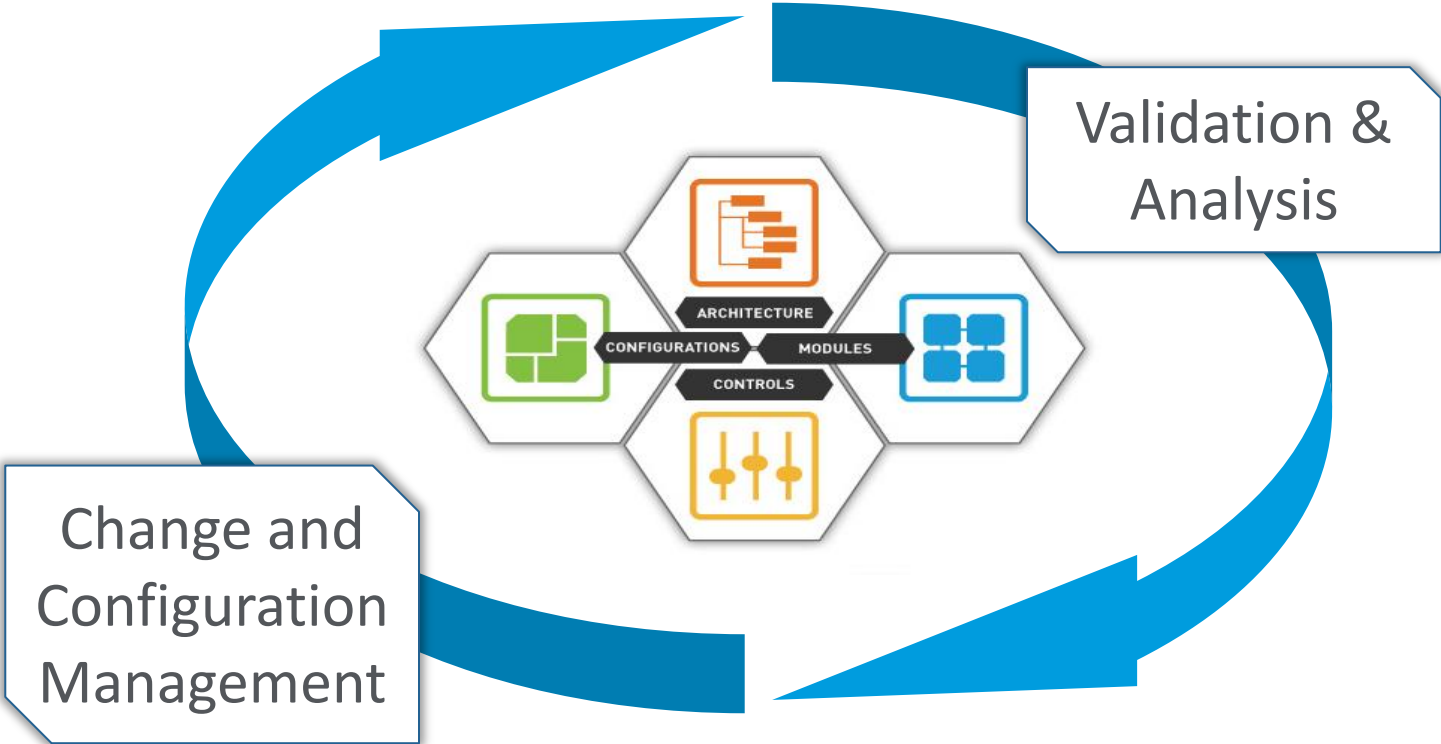 Validation &
Analysis
ARCHITECTURE
CONFIGURATIONS
MODULES
CONTROLS
Change and
Configuration
Management